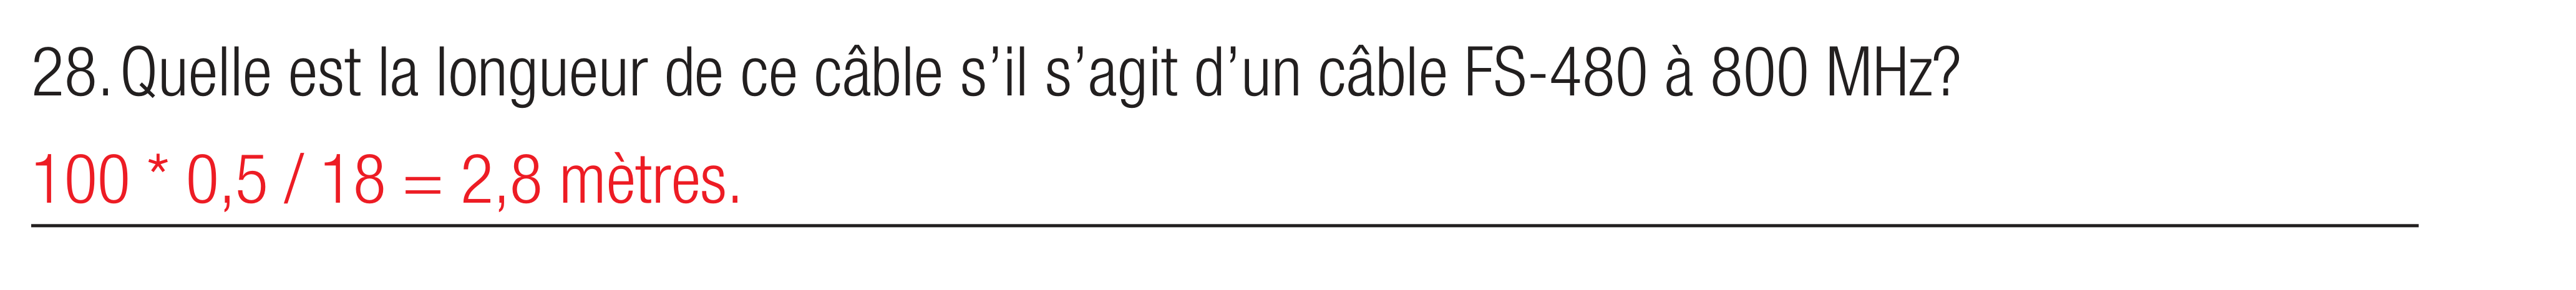 28. Quelle est la longueur de ce câble s’il s’agit d’un câble FS-480 à 800 MHz?
100 * 0,5 / 18 = 2,8 mètres.